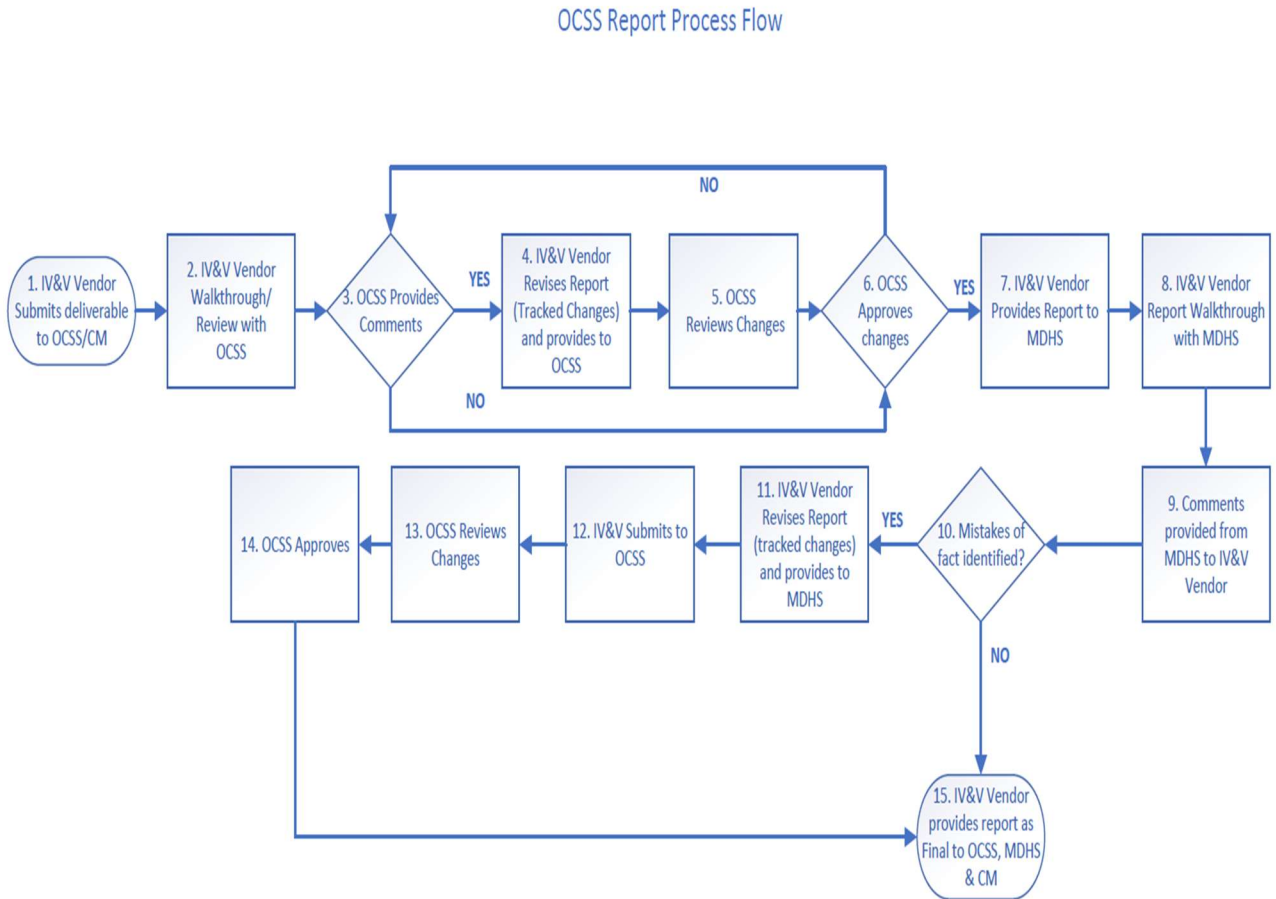 OCSS Report Process Flow
NO
1. IV&V Vendor
Submits deliverable
to OCSS/CM
2. IV&V Vendor
Walkthrough/
Review with
OCSS
3. OCSS Provides
Comments
YES
4. IV&V Vendor
Revises Report
(Tracked Changes)
and provides to
OCSS
5. OCSS
Reviews Changes
6. OCSS
Approves
changes
YES
7. IV&V Vendor
Provides Report to
MDHS
8. IV&V Vendor
Report Walkthrough
with MDHS
NO
9. Comments
provided from
MDHS to IV&V
Vendor
10. Mistakes of
fact identified?
YES
11. IV&V Vendor
Revises Report
(tracked changes)
and provides to
MDHS
12. IV&V Submits to
OCSS
13. OCSS Reviews
Changes
14. OCSS Approves
NO
15. IV&V Vendor
provides report as
Final to OCSS, MDHS
& CM